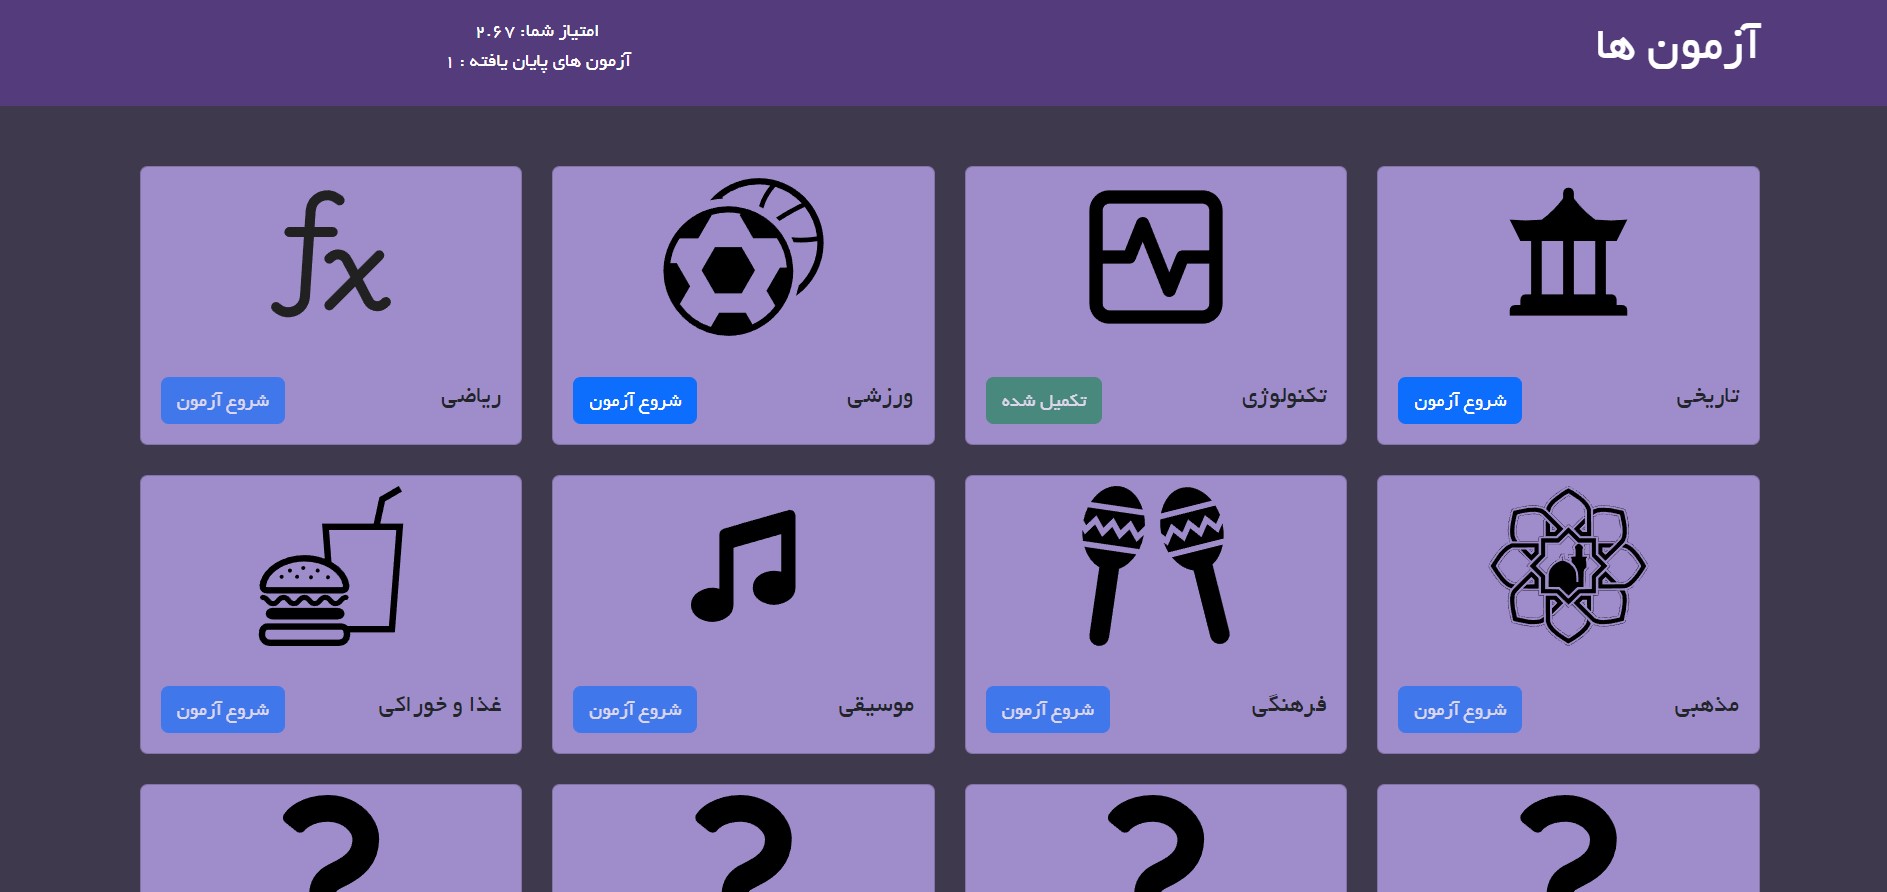 آزمون ها
امتیاز شما: ۲.۶۷
آزمون های پایان یافته : ۱
تاریخی
شروع آزمون
تکنولوژی
تکمیل شده
ورزشی
شروع آزمون
ریاضی
شروع آزمون
مذهبی
شروع آزمون
فرهنگی
شروع آزمون
موسیقی
شروع آزمون
غذا و خوراکی
شروع آزمون